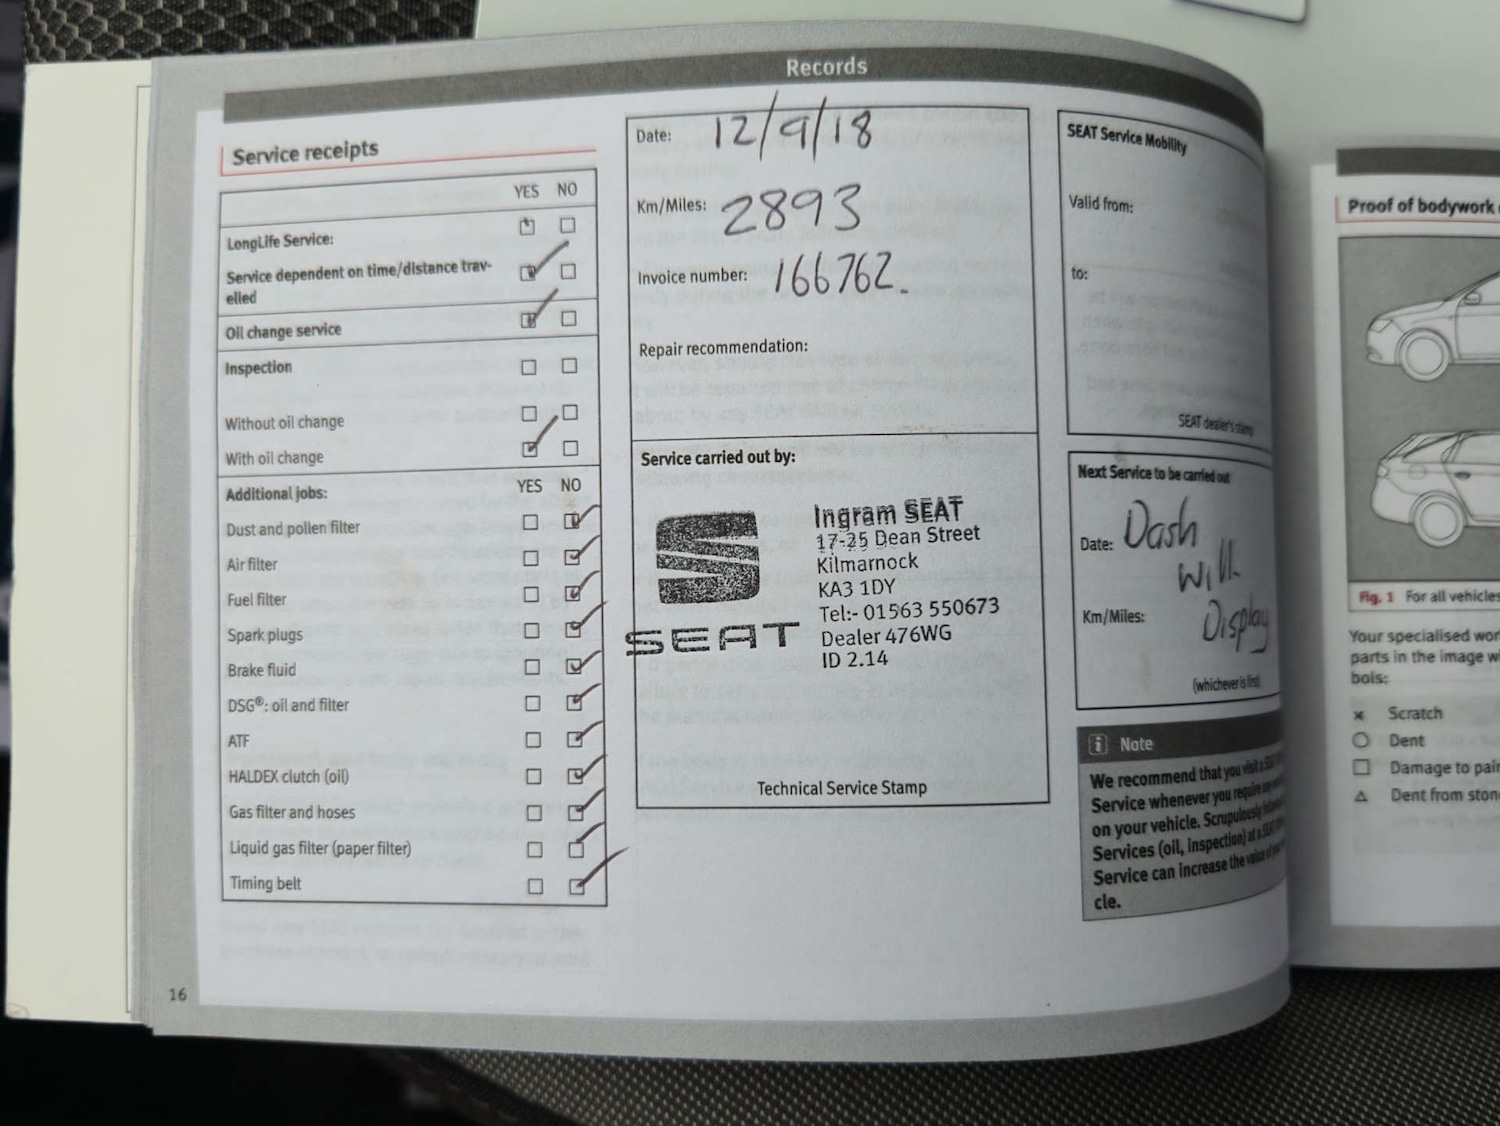 Records
Service receipts
YES NO
LongLife Service:
Service dependent on time/distance trav-
elled
Oil change service
Inspection
Without oil change
With oil change
Additional jobs: YES NO
Dust and pollen filter
Air filter
Fuel filter
Spark plugs
Brake fluid
DSG®: oil and filter
ATF
HALDEX clutch (oil)
Gas filter and hoses
Liquid gas filter (paper filter)
Timing belt
16
Date: 12/9/18
Km/Miles: 2893
Invoice number: 166762.
Repair recommendation:
Service carried out by:
SEAT
Ingram SEAT
17-25 Dean Street
Kilmarnock
KA3 1DY
Tel:- 01563 550673
Dealer 476WG
ID 2.14
Technical Service Stamp
SEAT Service Mobility
Valid from:
to:
SEAT dealer's stamp
Next Service to be carried out
Date: Dash
Will
Km/Miles: Display
(whichever is first)
i Note
We recommend that you visit a SEAT
Service whenever you require any
on your vehicle. Scrupulously
Services (oil, inspection) at a SEAT
Service can increase the value of
cle.
Proof of bodywork
Fig. 1 For all vehicles
Your specialised
parts in the image
bols:
× Scratch
○ Dent
□ Damage to
△ Dent from